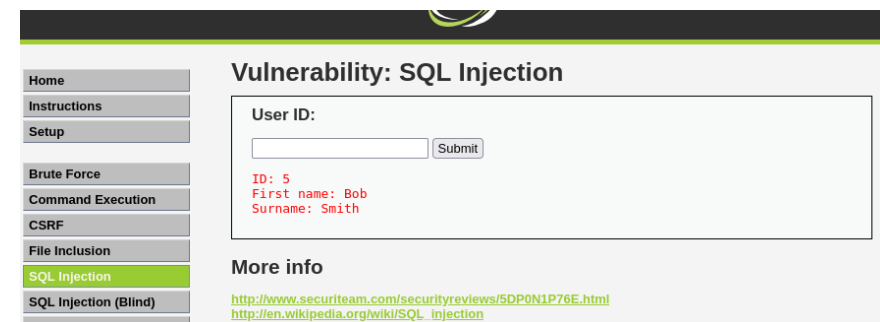 Home
Instructions
Setup
Brute Force
Command Execution
CSRF
File Inclusion
SQL Injection
SQL Injection (Blind)
Vulnerability: SQL Injection
User ID:
Submit
ID: 5
First name: Bob
Surname: Smith
More info
http://www.securiteam.com/securityreviews/5DP0N1P76E.html
http://en.wikipedia.org/wiki/SQL_injection